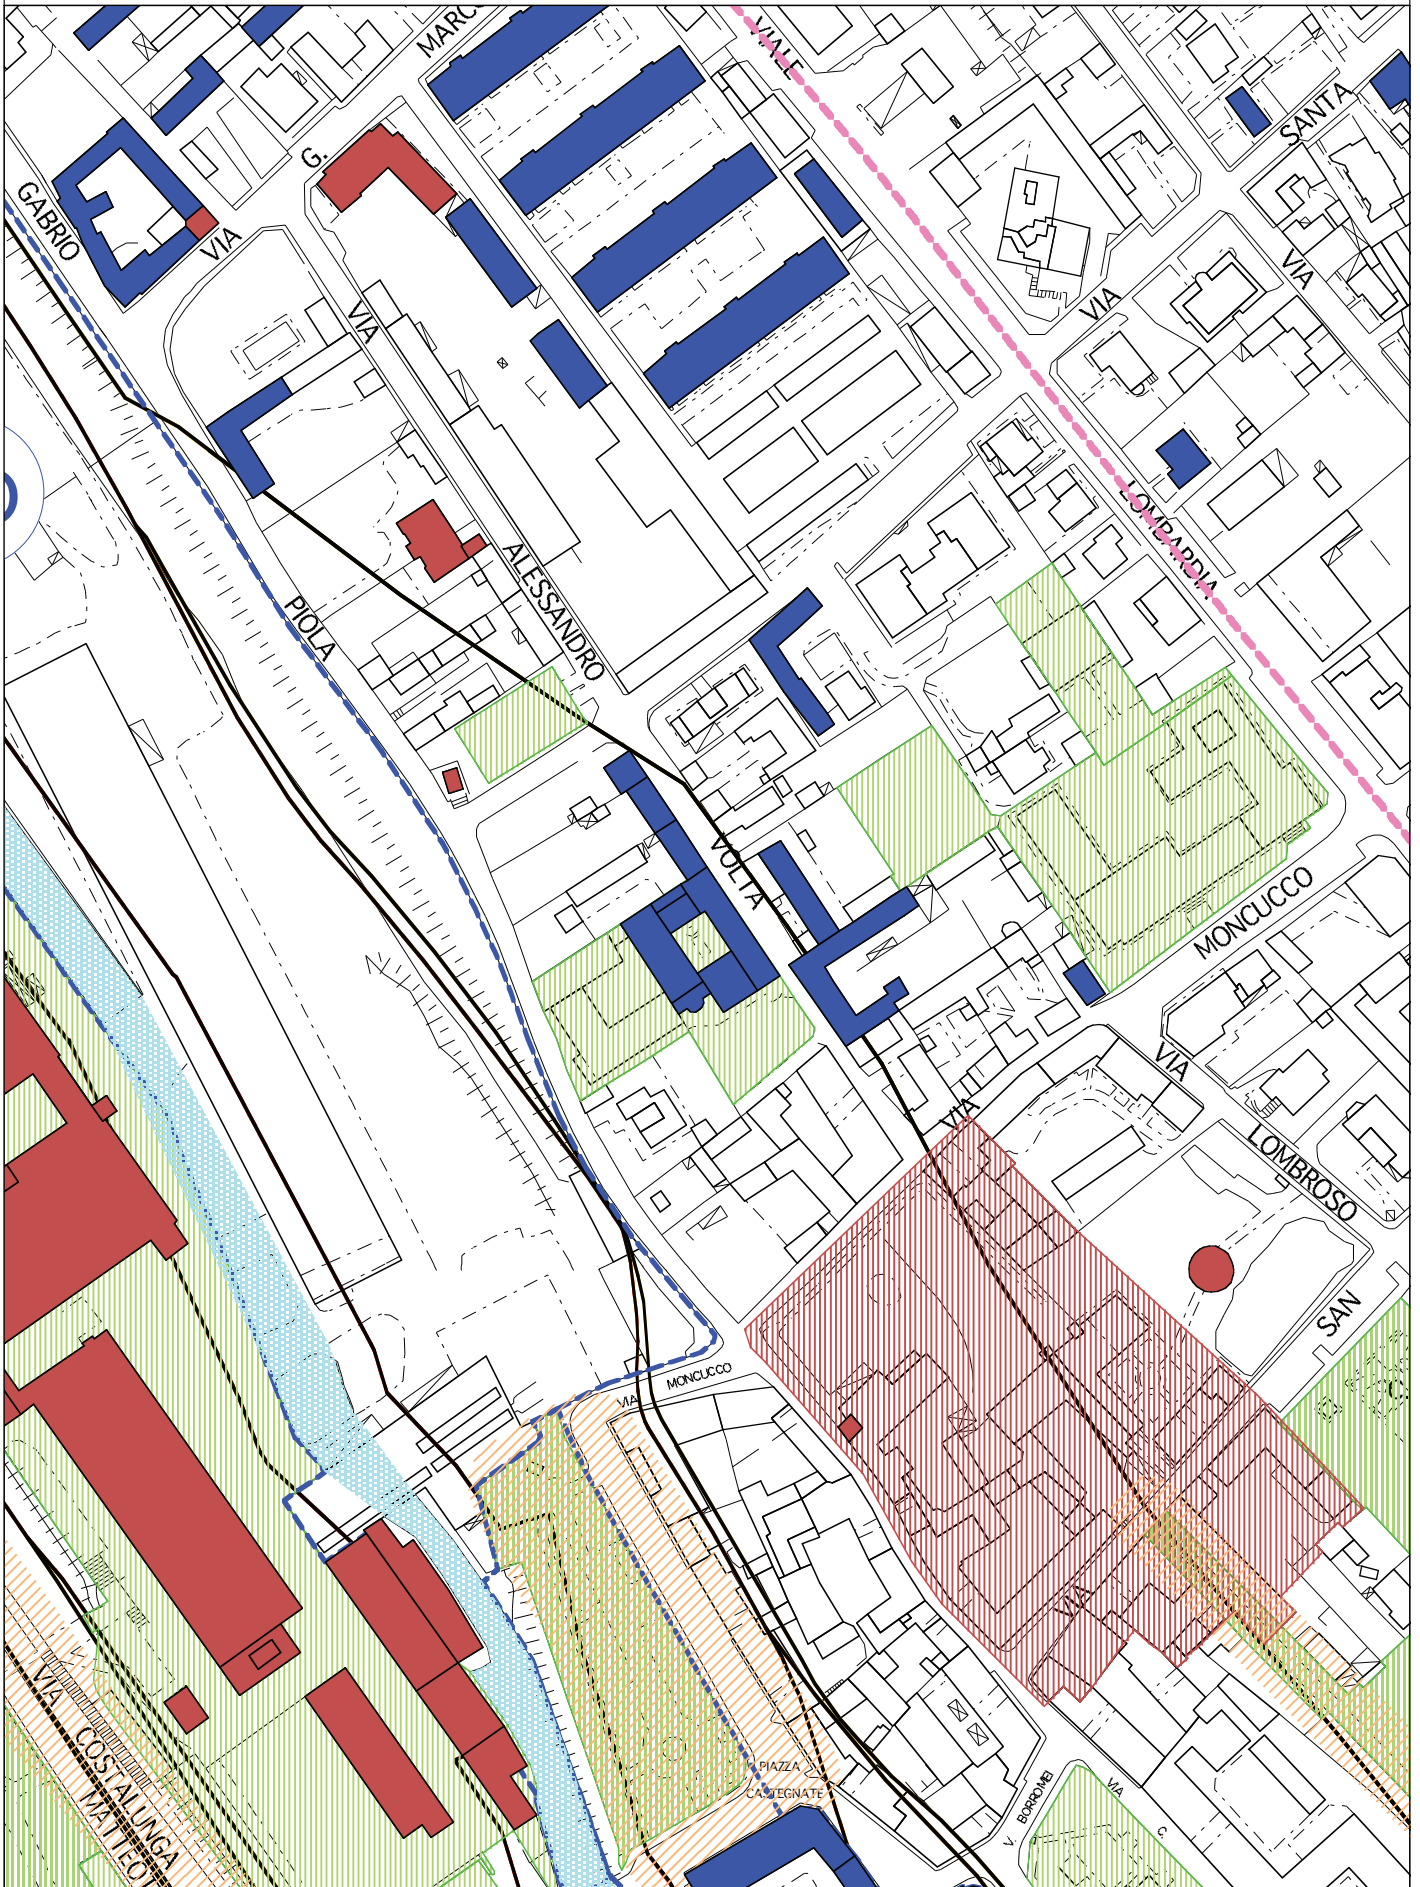 MARC
VIALE
SANTA
G.
GABRIO
VIA
VIA
VIA
VIA
LOMBARDIA
ALESSANDRO
PIOLA
VOLTA
MONCUCCO
VIA
VIA
LOMBROSO
SAN
VIA MONCUCCO
VIA
VIA
COSTALUNGA
MATTEOT
PIAZZA
CASTEGNATE
V. BORROMEI
VIA
C.